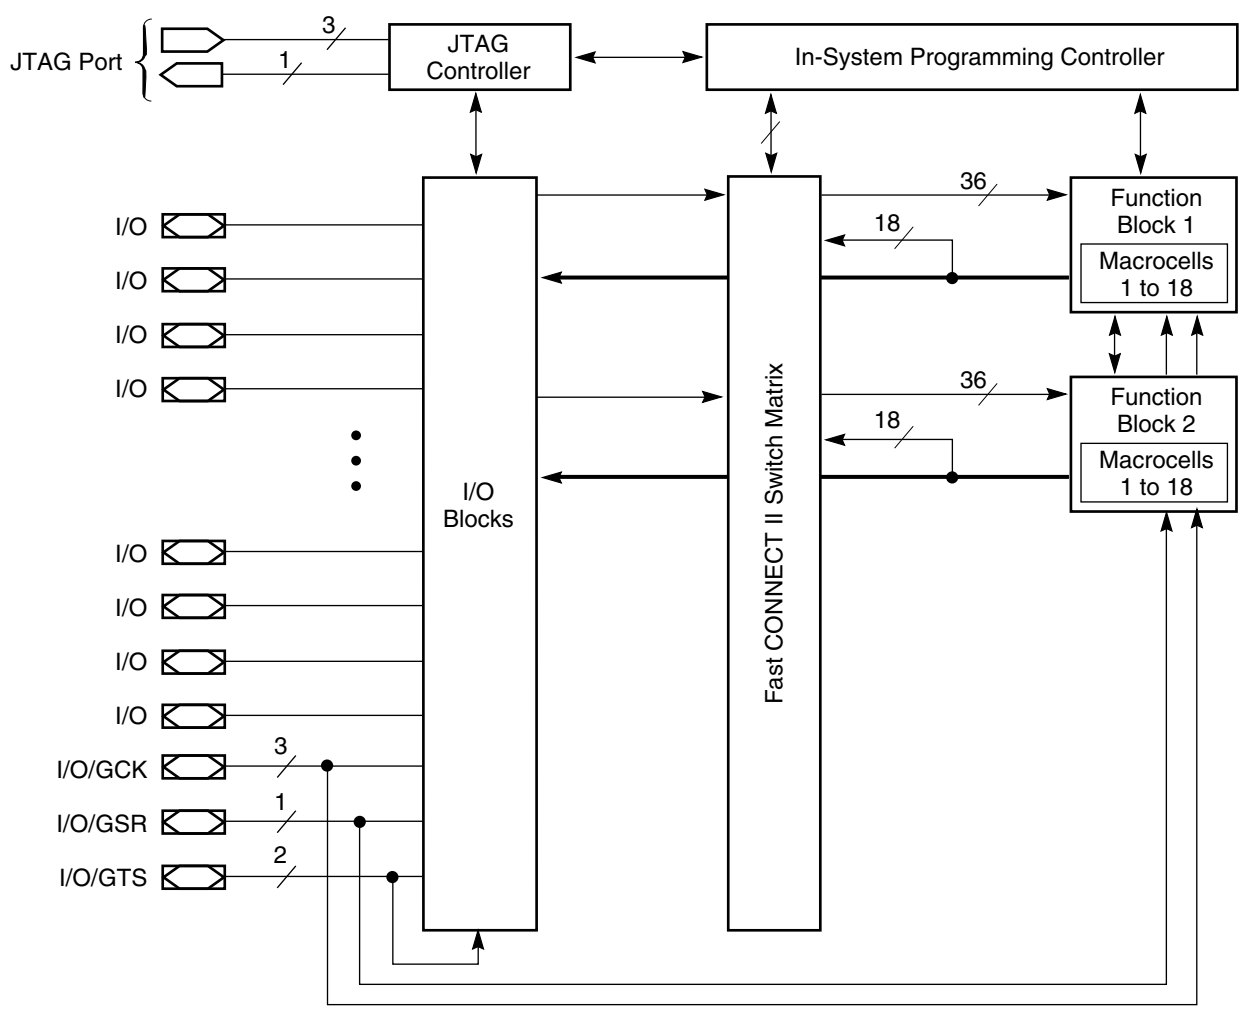 JTAG Port
3
1
JTAG
Controller
In-System Programming Controller
I/O
I/O
I/O
I/O
I/O
Blocks
Fast CONNECT II Switch Matrix
36
18
Function
Block 1
Macrocells
1 to 18
36
18
Function
Block 2
Macrocells
1 to 18
I/O
I/O
I/O
I/O
I/O/GCK
3
I/O/GSR
1
I/O/GTS
2